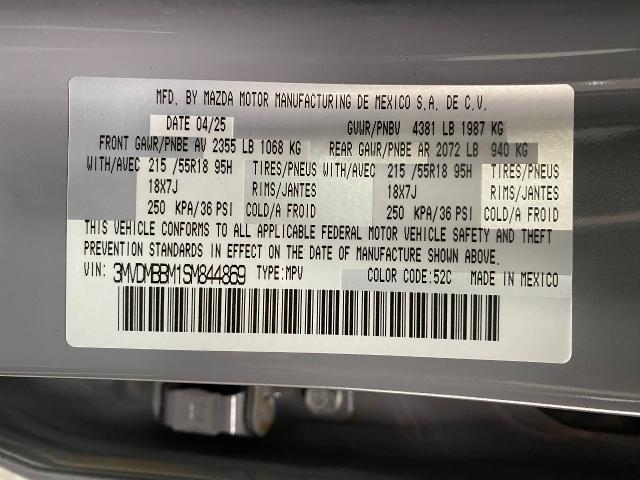 MFD. BY MAZDA MOTOR MANUFACTURING DE MEXICO S.A. DE C.V.
DATE 04/25 GVWR/PNBV 4381 LB 1987 KG
FRONT GAWR/PNBE AV 2355 LB 1068 KG REAR GAWR/PNBE AR 2072 LB 940 KG
WITH/AVEC 215 /55R18 95H TIRES/PNEUS WITH/AVEC 215 /55R18 95H TIRES/PNEUS
18X7J RIMS/JANTES 18X7J RIMS/JANTES
250 KPA/36 PSI COLD/A FROID 250 KPA/36 PSI COLD/A FROID
THIS VEHICLE CONFORMS TO ALL APPLICABLE FEDERAL MOTOR VEHICLE SAFETY AND THEFT
PREVENTION STANDARDS IN EFFECT ON THE DATE OF MANUFACTURE SHOWN ABOVE.
VIN: 3MVDMBBM1SM844869 TYPE: MPV COLOR CODE: 52C MADE IN MEXICO